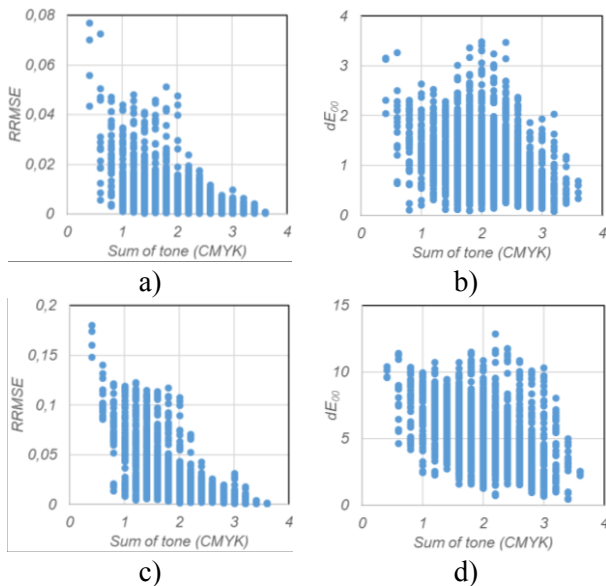 0,08
0,06
0,04
0,02
0
RRMSE
0 1 2 3 4
Sum of tone (CMYK)
a)
4
3
2
1
0
dE00
0 1 2 3 4
Sum of tone (CMYK)
b)
0,2
0,15
0,1
0,05
0
RRMSE
0 1 2 3 4
Sum of tone (CMYK)
c)
15
10
5
0
dE00
0 1 2 3 4
Sum of tone (CMYK)
d)